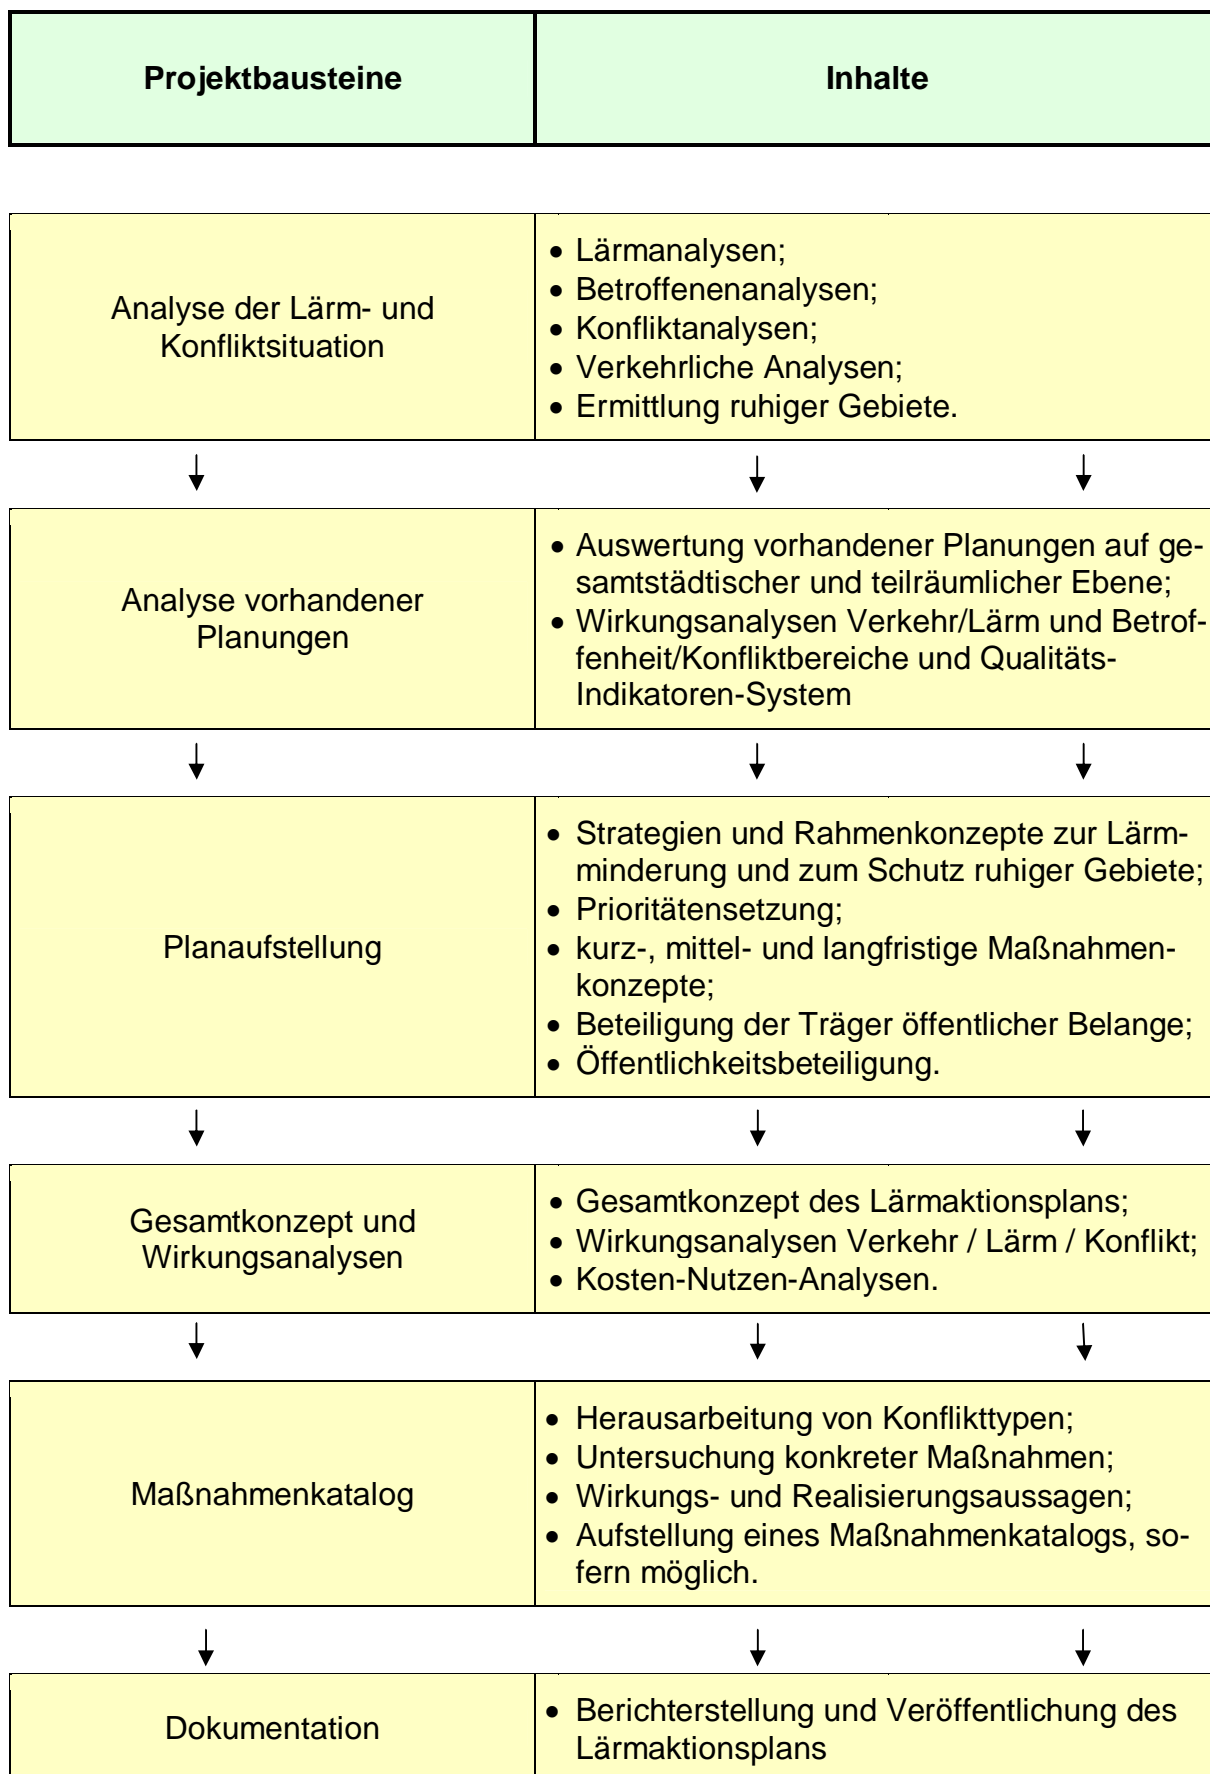 Projektbausteine
Inhalte
Analyse der Lärm- und
Konfliktsituation
• Lärmanalysen;
• Betroffenenanalysen;
• Konfliktanalysen;
• Verkehrliche Analysen;
• Ermittlung ruhiger Gebiete.
Analyse vorhandener
Planungen
• Auswertung vorhandener Planungen auf ge-
samtstädtischer und teilräumlicher Ebene;
• Wirkungsanalysen Verkehr/Lärm und Betrof-
fenheit/Konfliktbereiche und Qualitäts-
Indikatoren-System
Planaufstellung
• Strategien und Rahmenkonzepte zur Lärm-
minderung und zum Schutz ruhiger Gebiete;
• Prioritätensetzung;
• kurz-, mittel- und langfristige Maßnahmen-
konzepte;
• Beteiligung der Träger öffentlicher Belange;
• Öffentlichkeitsbeteiligung.
Gesamtkonzept und
Wirkungsanalysen
• Gesamtkonzept des Lärmaktionsplans;
• Wirkungsanalysen Verkehr / Lärm / Konflikt;
• Kosten-Nutzen-Analysen.
Maßnahmenkatalog
• Herausarbeitung von Konflikttypen;
• Untersuchung konkreter Maßnahmen;
• Wirkungs- und Realisierungsaussagen;
• Aufstellung eines Maßnahmenkatalogs, so-
fern möglich.
Dokumentation
• Berichterstellung und Veröffentlichung des
Lärmaktionsplans